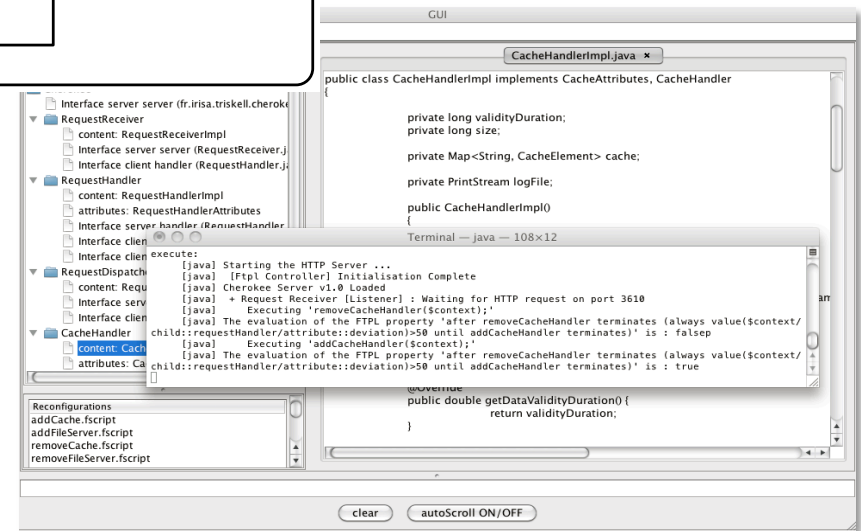 GUI
CacheHandlerImpl.java ×
Interface server server (fr.irisa.triskell.cheroke
RequestReceiver
content: RequestReceiverImpl
Interface server server (RequestReceiver.j
Interface client handler (RequestHandler.ja
RequestHandler
content: RequestHandlerImpl
attributes: RequestHandlerAttributes
Interface server handler (RequestHandler
Interface clien
Interface clien
RequestDispatche
content: Requ
Interface serv
Interface clien
CacheHandler
content: Cach
attributes: Ca
public class CacheHandlerImpl implements CacheAttributes, CacheHandler
{
private long validityDuration;
private long size;
private Map<String, CacheElement> cache;
private PrintStream logFile;
public CacheHandlerImpl()
{
Terminal — java — 108×12
execute:
[java] Starting the HTTP Server ...
[java]  [Ftpl Controller] Initialisation Complete
[java] Cherokee Server v1.0 Loaded
[java]  + Request Receiver [Listener] : Waiting for HTTP request on port 3610
[java]     Executing 'removeCacheHandler($context);'
[java] The evaluation of the FTPL property 'after removeCacheHandler terminates (always value($context/
child::requestHandler/attribute::deviation)>50 until addCacheHandler terminates)' is : falsep
[java]     Executing 'addCacheHandler($context);'
[java] The evaluation of the FTPL property 'after removeCacheHandler terminates (always value($context/
child::requestHandler/attribute::deviation)>50 until addCacheHandler terminates)' is : true
@Override
public double getDataValidityDuration() {
return validityDuration;
}
Reconfigurations
addCache.fscript
addFileServer.fscript
removeCache.fscript
removeFileServer.fscript
clear
autoScroll ON/OFF